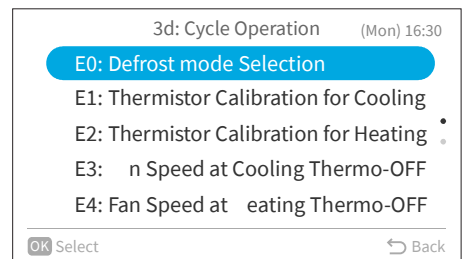 3d: Cycle Operation (Mon) 16:30
E0: Defrost mode Selection
E1: Thermistor Calibration for Cooling
E2: Thermistor Calibration for Heating
E3: n Speed at Cooling Thermo-OFF
E4: Fan Speed at eating Thermo-OFF
OK Select Back